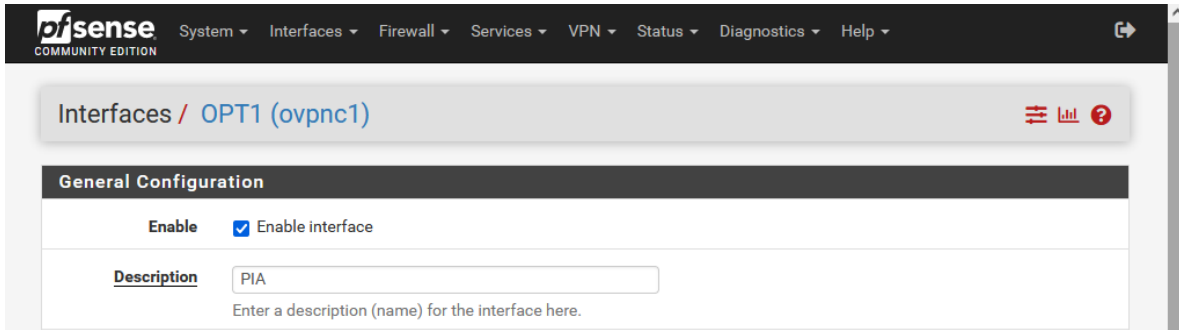 pfsense System Interfaces Firewall Services VPN Status Diagnostics Help
COMMUNITY EDITION
Interfaces / OPT1 (ovpnc1)
General Configuration
Enable Enable interface
Description PIA
Enter a description (name) for the interface here.